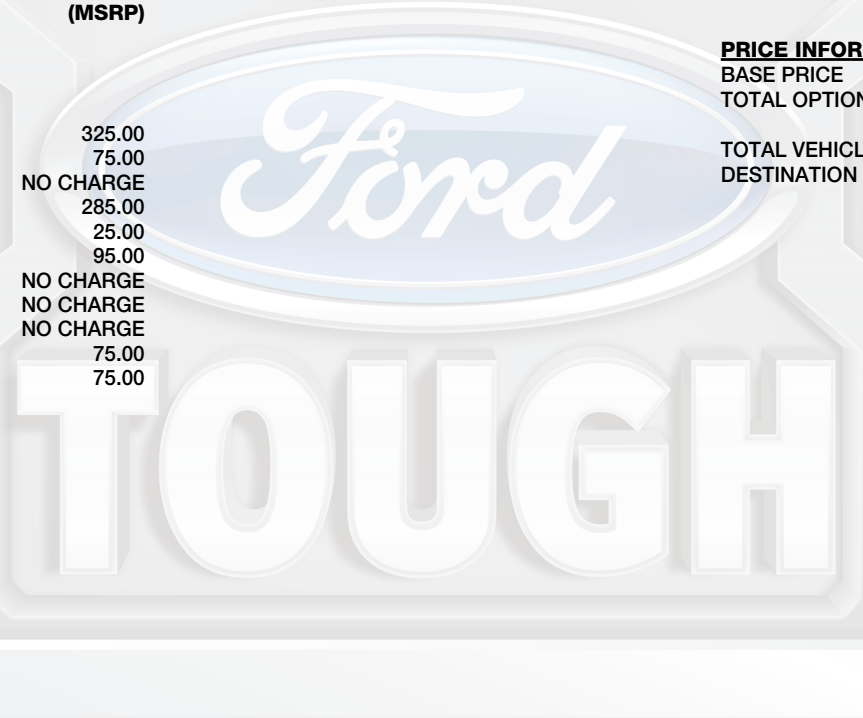 (MSRP)
325.00
75.00
NO CHARGE
285.00
25.00
95.00
NO CHARGE
NO CHARGE
NO CHARGE
75.00
75.00
PRICE INFOR
BASE PRICE
TOTAL OPTION
TOTAL VEHICL
DESTINATION
Ford
TOUGH